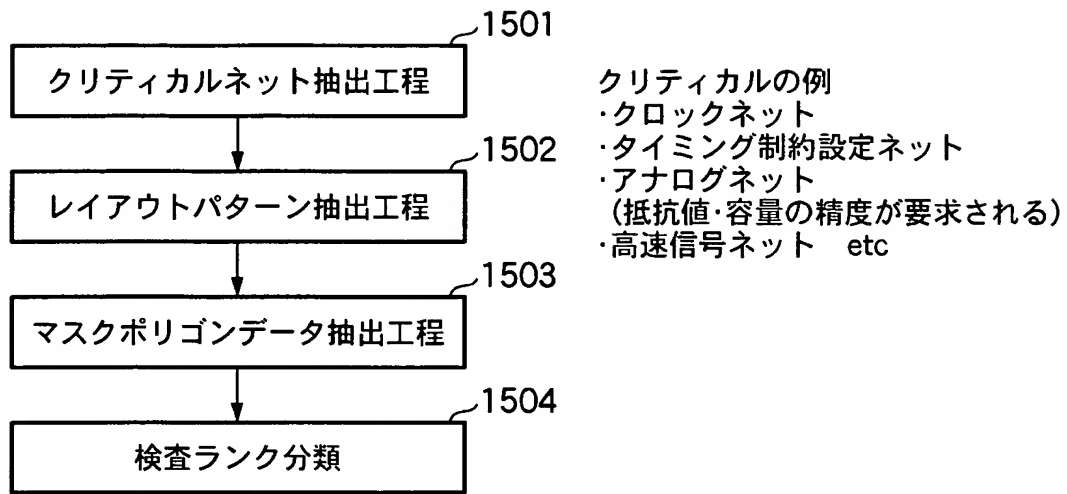 1501
クリティカルネット抽出工程
1502
レイアウトパターン抽出工程
1503
マスクポリゴンデータ抽出工程
1504
検査ランク分類
クリティカルの例
・クロックネット
・タイミング制約設定ネット
・アナログネット
(抵抗値・容量の精度が要求される)
・高速信号ネット　etc